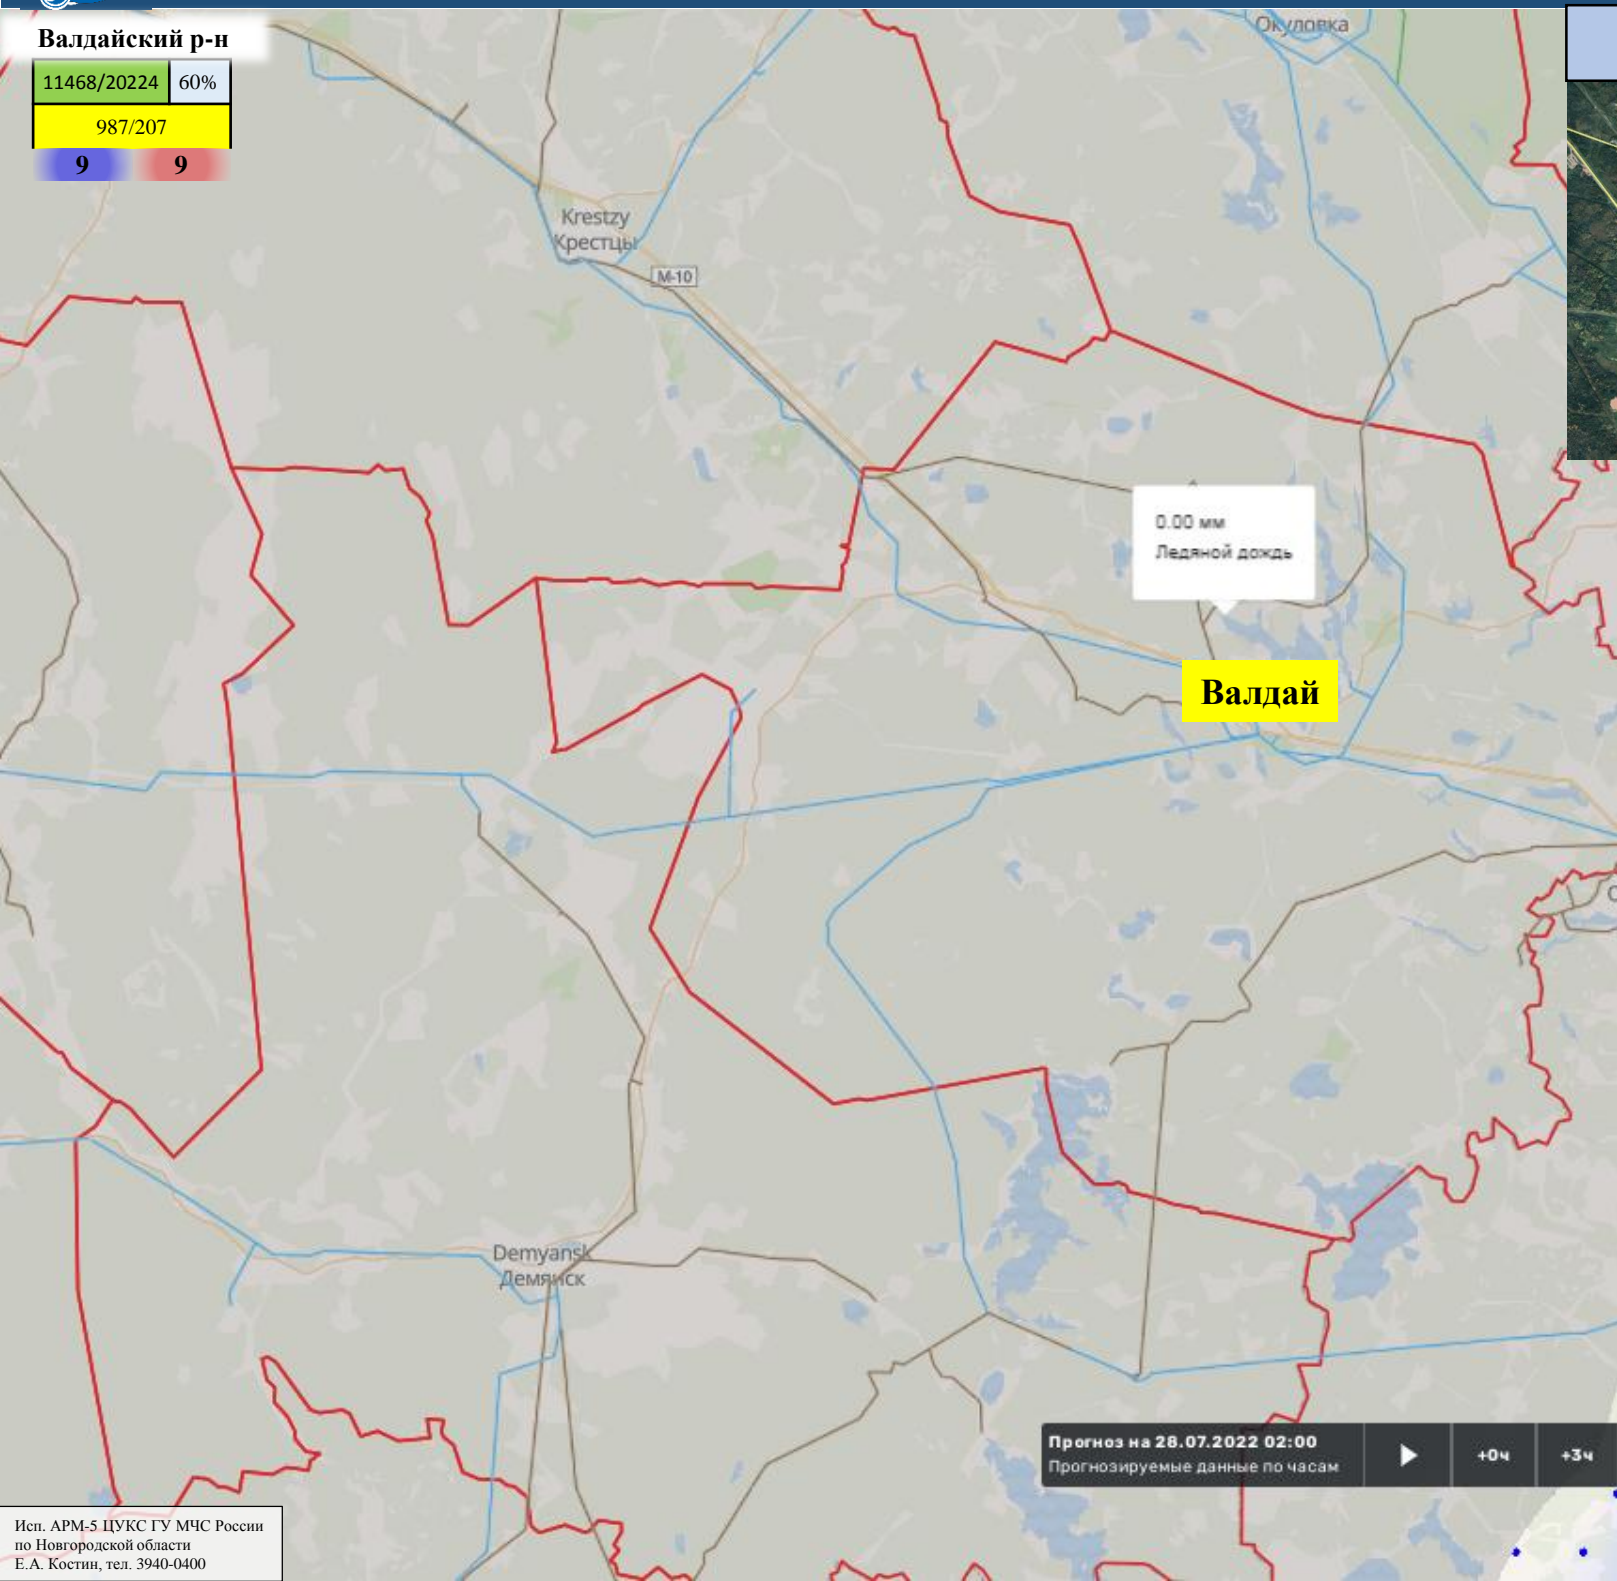 Окуловка
Валдайский р-н
11468/20224 60%
987/207
9 9
Krestzy
Крестцы
М-10
0.00 мм
Ледяной дождь
Валдай
Demyansk
Демянск
Прогноз на 28.07.2022 02:00
Прогнозируемые данные по часам
+0ч
+3ч
Исп. АРМ-5 ЦУКС ГУ МЧС России
по Новгородской области
Е.А. Костин, тел. 3940-0400